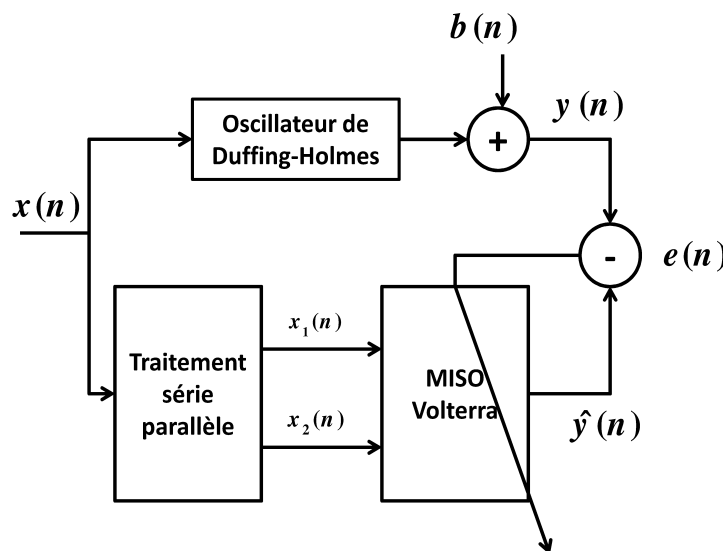 b(n)
Oscillateur de
Duffing-Holmes
+
y(n)
x(n)
-
e(n)
Traitement
série
parallèle
x₁(n)
x₂(n)
MISO
Volterra
ŷ(n)